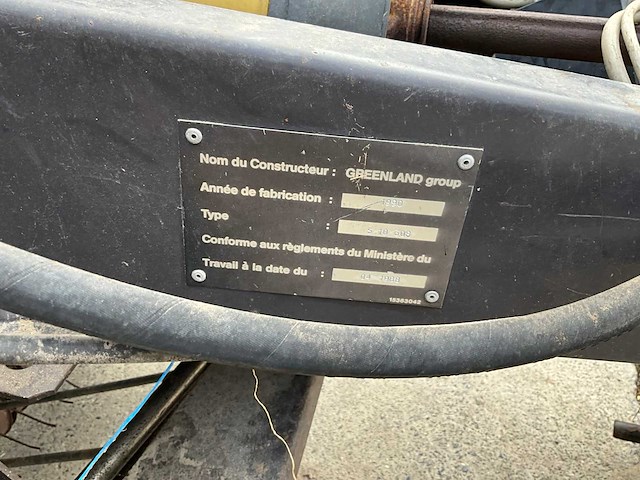 Nom du Constructeur : GREENLAND group
Année de fabrication :
Type :
Conforme aux règlements du Ministère du
Travail à la date du :
15363042